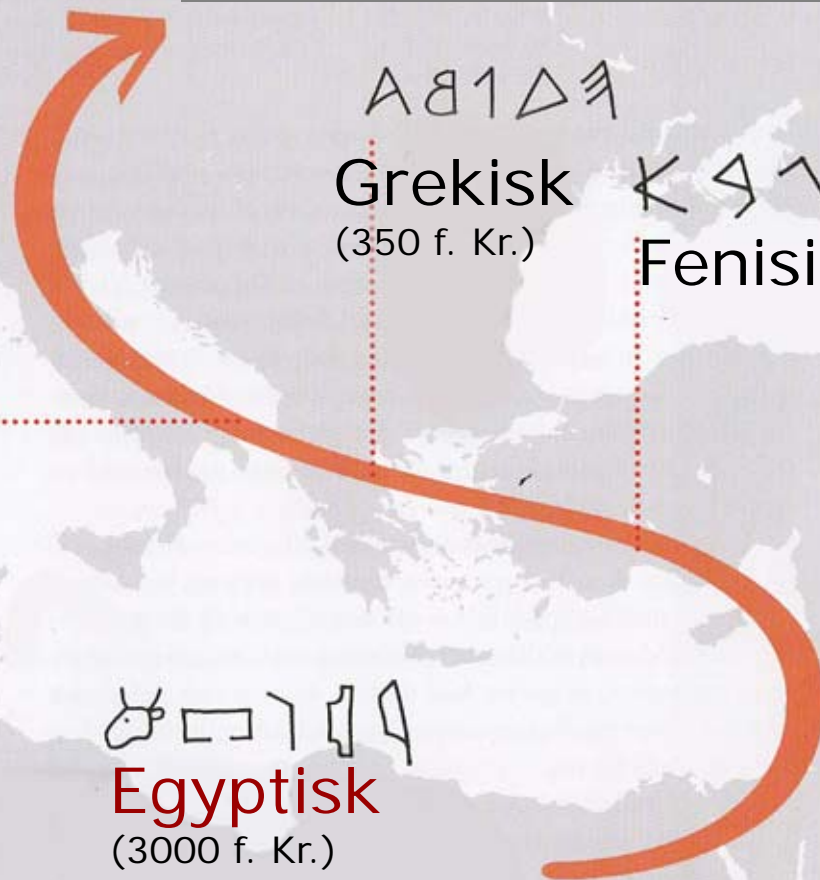 Grekisk
(350 f. Kr.)
Fenisi
Egyptisk
(3000 f. Kr.)